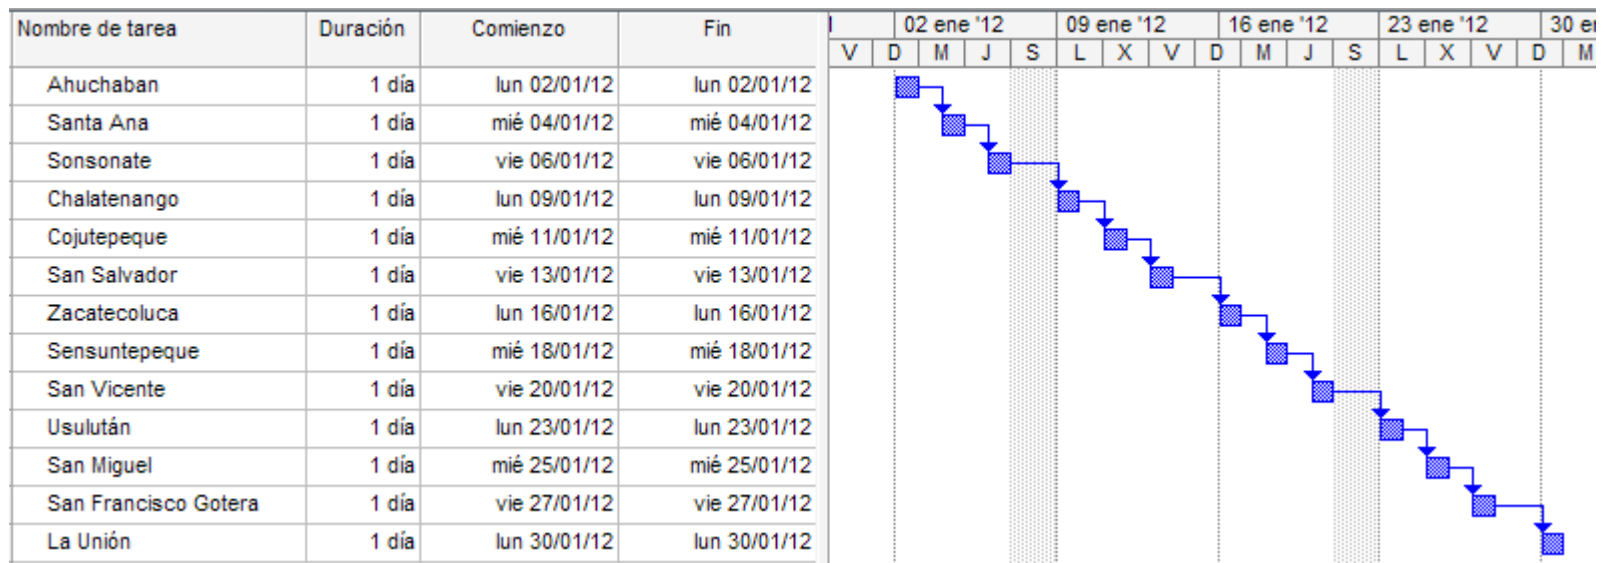 Nombre de tarea Duración Comienzo Fin 02 ene '12 09 ene '12 16 ene '12 23 ene '12
V D M J S L X V D M J S L X V D M
Ahuchaban 1 día lun 02/01/12 lun 02/01/12
Santa Ana 1 día mié 04/01/12 mié 04/01/12
Sonsonate 1 día vie 06/01/12 vie 06/01/12
Chalatenango 1 día lun 09/01/12 lun 09/01/12
Cojutepeque 1 día mié 11/01/12 mié 11/01/12
San Salvador 1 día vie 13/01/12 vie 13/01/12
Zacatecoluca 1 día lun 16/01/12 lun 16/01/12
Sensuntepeque 1 día mié 18/01/12 mié 18/01/12
San Vicente 1 día vie 20/01/12 vie 20/01/12
Usulután 1 día lun 23/01/12 lun 23/01/12
San Miguel 1 día mié 25/01/12 mié 25/01/12
San Francisco Gotera 1 día vie 27/01/12 vie 27/01/12
La Unión 1 día lun 30/01/12 lun 30/01/12